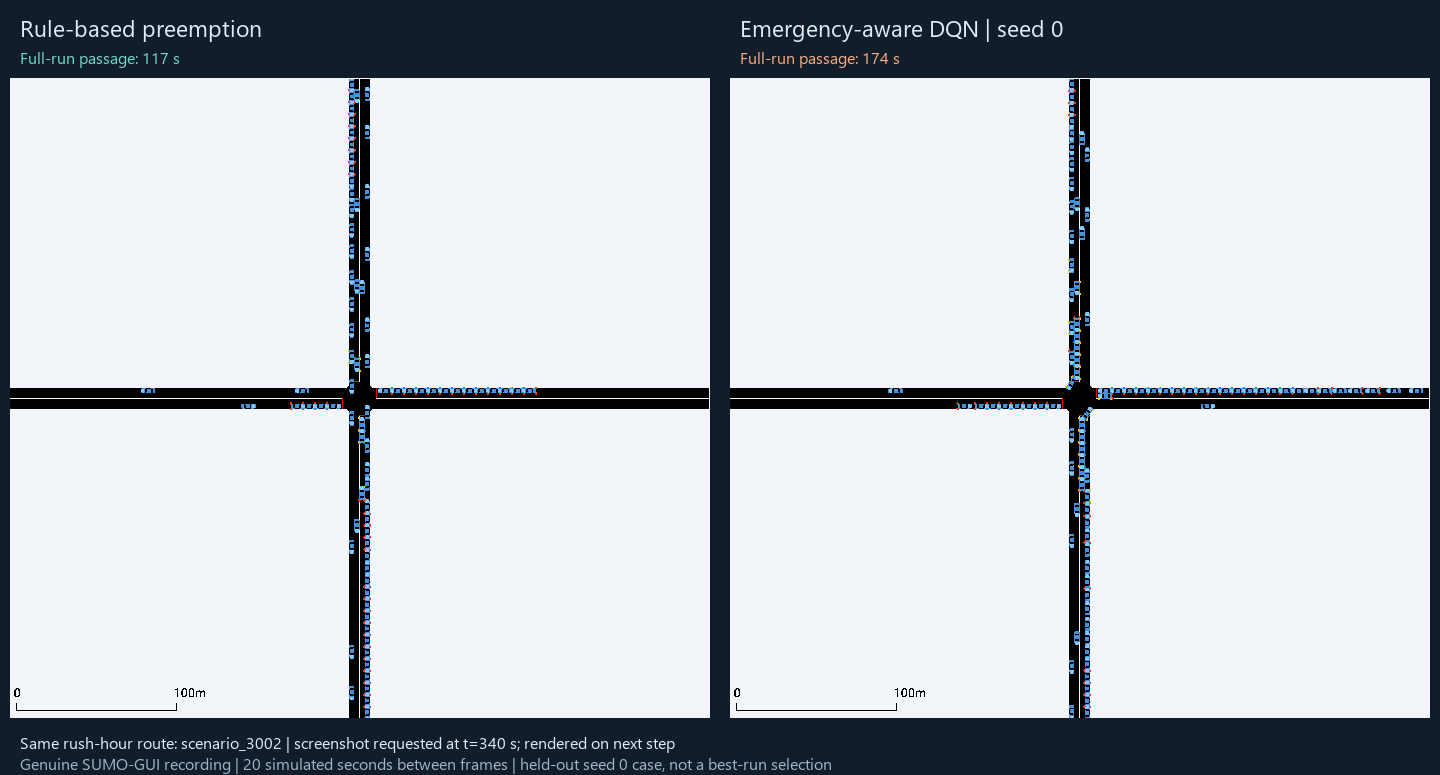 Rule-based preemption
Full-run passage: 117 s
Emergency-aware DQN | seed 0
Full-run passage: 174 s
0 100m
0 100m
Same rush-hour route: scenario_3002 | screenshot requested at t=340 s; rendered on next step
Genuine SUMO-GUI recording | 20 simulated seconds between frames | held-out seed 0 case, not a best-run selection